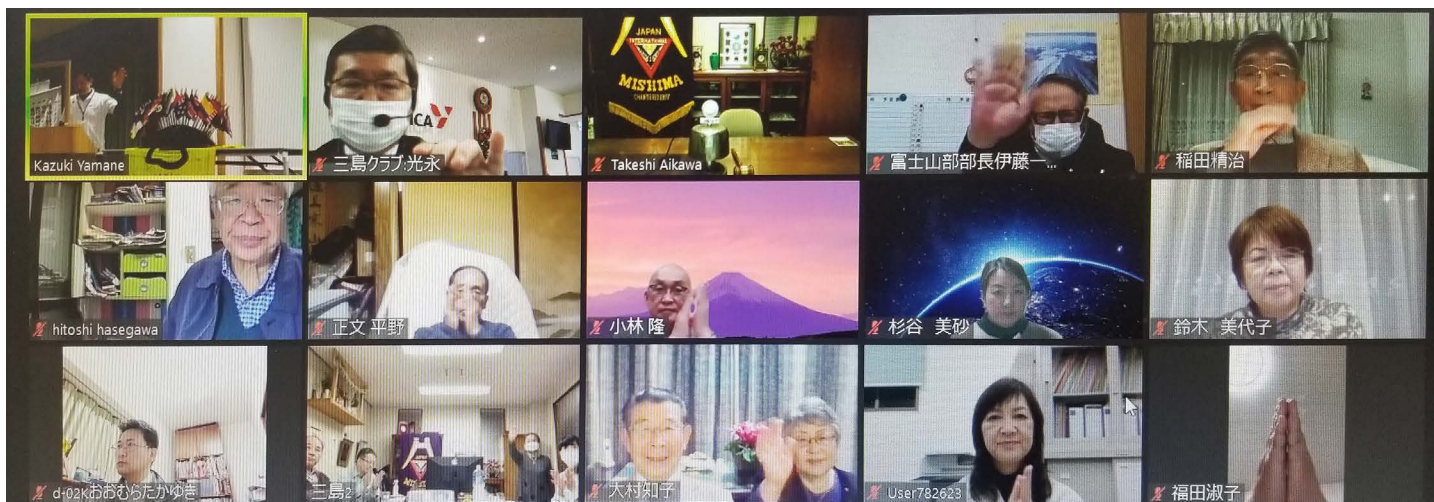 Kazuki Yamane
三島クラブ:光永
CA
JAPAN
INTERNATIONAL
MISHIMA
Takeshi Aikawa
富士山部部長伊藤一...
稲田精治
hitoshi hasegawa
正文 平野
小林 隆
杉谷 美砂
鈴木 美代子
d-02Kおおむらたかゆき
三島2
大村知子
User782623
福田淑子